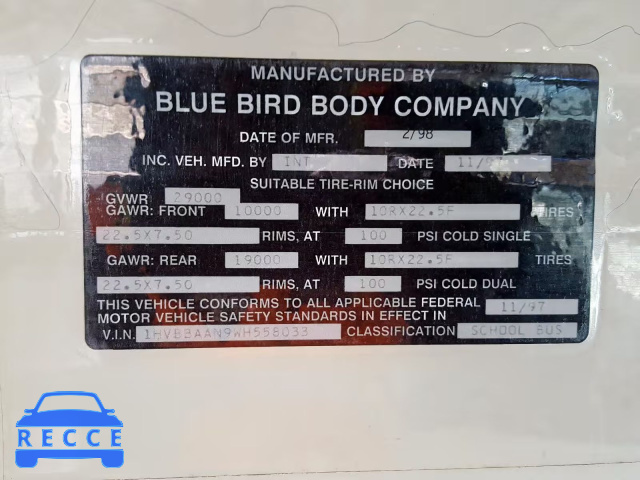 MANUFACTURED BY
BLUE BIRD BODY COMPANY
DATE OF MFR. 2/98
INC. VEH. MFD. BY INT DATE 11/
SUITABLE TIRE-RIM CHOICE
GVWR 29000
GAWR: FRONT 10000 WITH 10RX22.5F TIRES
22.5X7.50 RIMS, AT 100 PSI COLD SINGLE
GAWR: REAR 19000 WITH 10RX22.5F TIRES
22.5X7.50 RIMS, AT 100 PSI COLD DUAL
THIS VEHICLE CONFORMS TO ALL APPLICABLE FEDERAL
MOTOR VEHICLE SAFETY STANDARDS IN EFFECT IN 11/97
V.I.N. 1HVBBAAN9WH558033 CLASSIFICATION SCHOOL BUS
RECCE